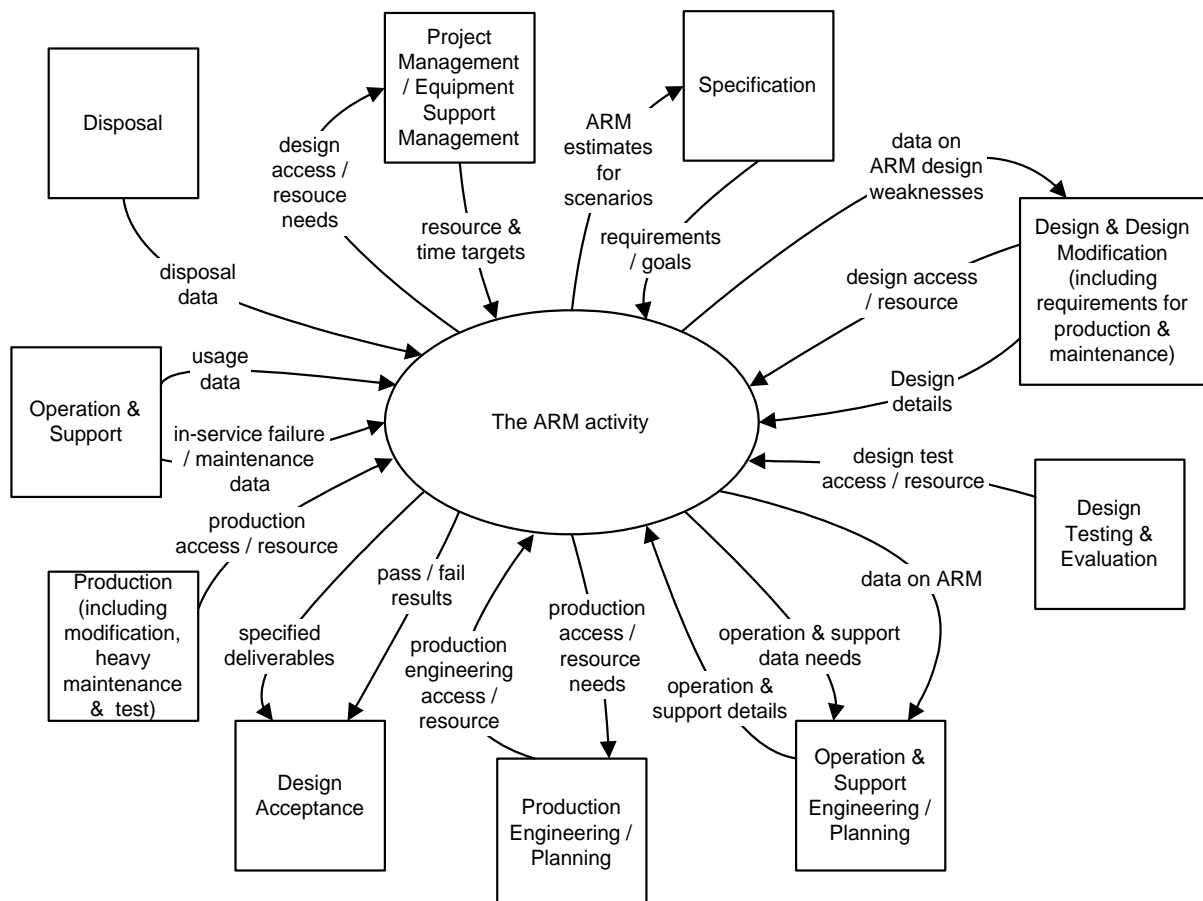 Project
Management
/ Equipment
Support
Management
Specification
Disposal
design
access /
resouce
needs
ARM
estimates
for
scenarios
data on
ARM design
weaknesses
resource &
time targets
requirements
/ goals
Design & Design
Modification
(including
requirements for
production &
maintenance)
disposal
data
design access
/ resource
usage
data
Operation &
Support
The ARM activity
Design
details
in-service failure
/ maintenance
data
design test
access / resource
production
access / resource
Design
Testing &
Evaluation
Production
(including
modification,
heavy
maintenance
& test)
pass / fail
results
data on ARM
specified
deliverables
production
engineering
access /
resource
production
access /
resource
needs
operation & support
data needs
operation &
support details
Design
Acceptance
Production
Engineering /
Planning
Operation &
Support
Engineering /
Planning